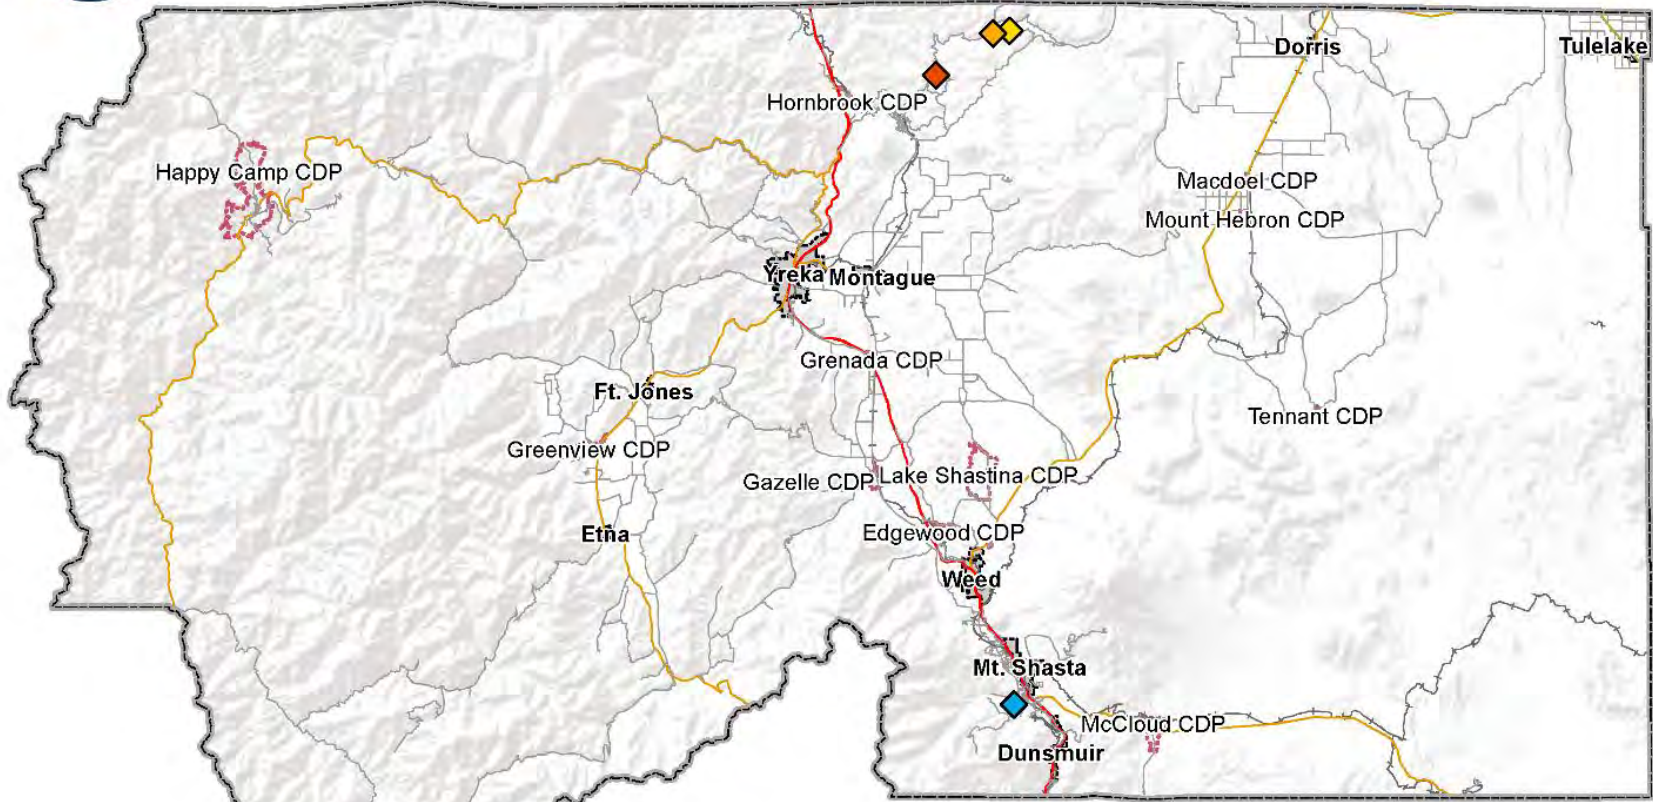 Dorris
Tulelake
Hornbrook CDP
Happy Camp CDP
Macdoel CDP
Mount Hebron CDP
Yreka
Montague
Grenada CDP
Ft. Jones
Tennant CDP
Greenview CDP
Gazelle CDP
Lake Shastina CDP
Etna
Edgewood CDP
Weed
Mt. Shasta
McCloud CDP
Dunsmuir